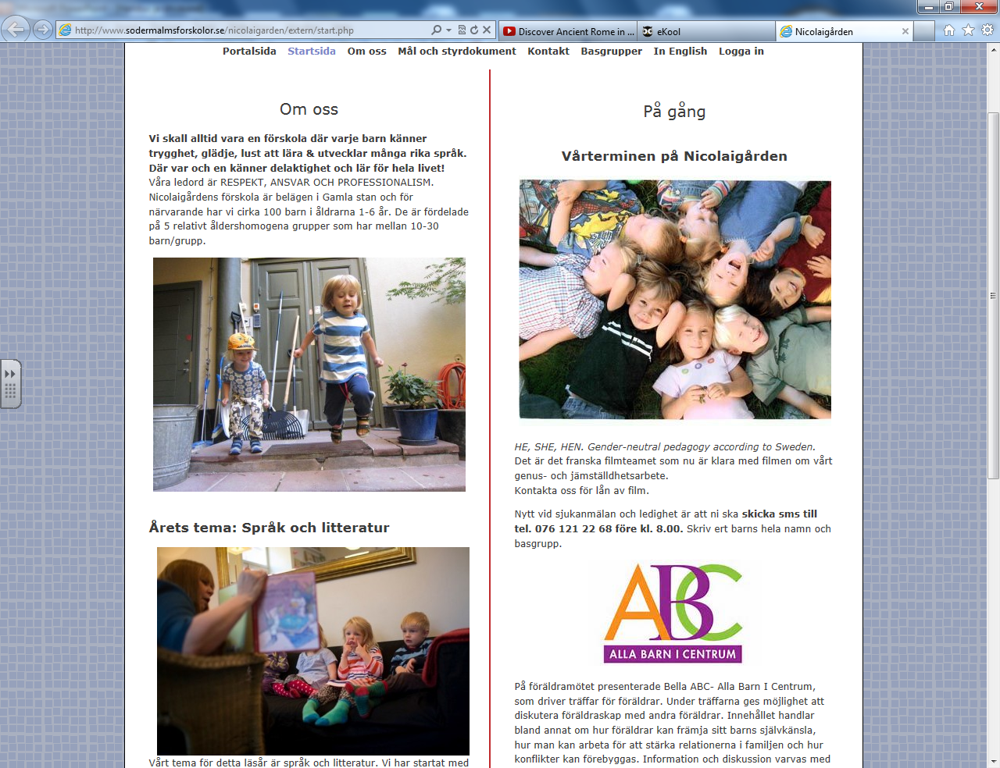 http://www.sodermalmsforskolor.se/nicolaigarden/extern/start.php
Discover Ancient Rome in ...
eKool
Nicolaigården
Portalsida Startsida Om oss Mål och styrdokument Kontakt Basgrupper In English Logga in
Om oss
Vi skall alltid vara en förskola där varje barn känner
trygghet, glädje, lust att lära & utvecklar många rika språk.
Där var och en känner delaktighet och lär för hela livet!
Våra ledord är RESPEKT, ANSVAR OCH PROFESSIONALISM.
Nicolaigårdens förskola är belägen i Gamla stan och för
närvarande har vi cirka 100 barn i åldrarna 1-6 år. De är fördelade
på 5 relativt åldershomogena grupper som har mellan 10-30
barn/grupp.
Årets tema: Språk och litteratur
Vårt tema för detta läsår är språk och litteratur. Vi har startat med
På gång
Vårterminen på Nicolaigården
HE, SHE, HEN. Gender-neutral pedagogy according to Sweden.
Det är det franska filmteamet som nu är klara med filmen om vårt
genus- och jämställdhetsarbete.
Kontakta oss för lån av film.
Nytt vid sjukanmälan och ledighet är att ni ska skicka sms till
tel. 076 121 22 68 före kl. 8.00. Skriv ert barns hela namn och
basgrupp.
ABC
ALLA BARN I CENTRUM
På föräldramötet presenterade Bella ABC- Alla Barn I Centrum,
som driver träffar för föräldrar. Under träffarna ges möjlighet att
diskutera föräldraskap med andra föräldrar. Innehållet handlar
bland annat om hur föräldrar kan främja sitt barns självkänsla,
hur man kan arbeta för att stärka relationerna i familjen och hur
konflikter kan förebyggas. Information och diskussion varvas med